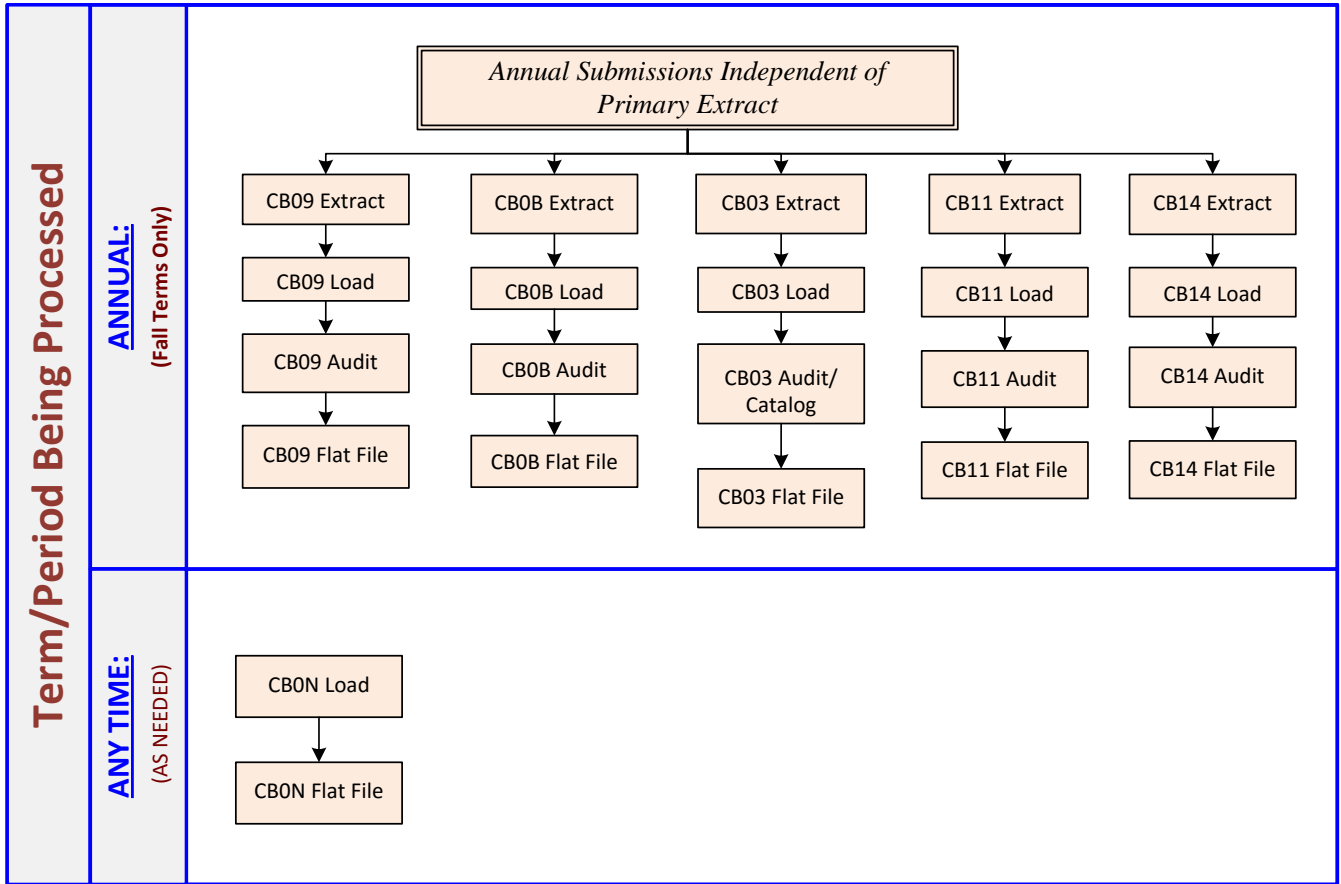 Term/Period Being Processed
ANNUAL:
(Fall Terms Only)
Annual Submissions Independent of
Primary Extract
CB09 Extract
CB0B Extract
CB03 Extract
CB11 Extract
CB14 Extract
CB09 Load
CB0B Load
CB03 Load
CB11 Load
CB14 Load
CB09 Audit
CB0B Audit
CB03 Audit/
Catalog
CB11 Audit
CB14 Audit
CB09 Flat File
CB0B Flat File
CB03 Flat File
CB11 Flat File
CB14 Flat File
ANY TIME:
(AS NEEDED)
CB0N Load
CB0N Flat File